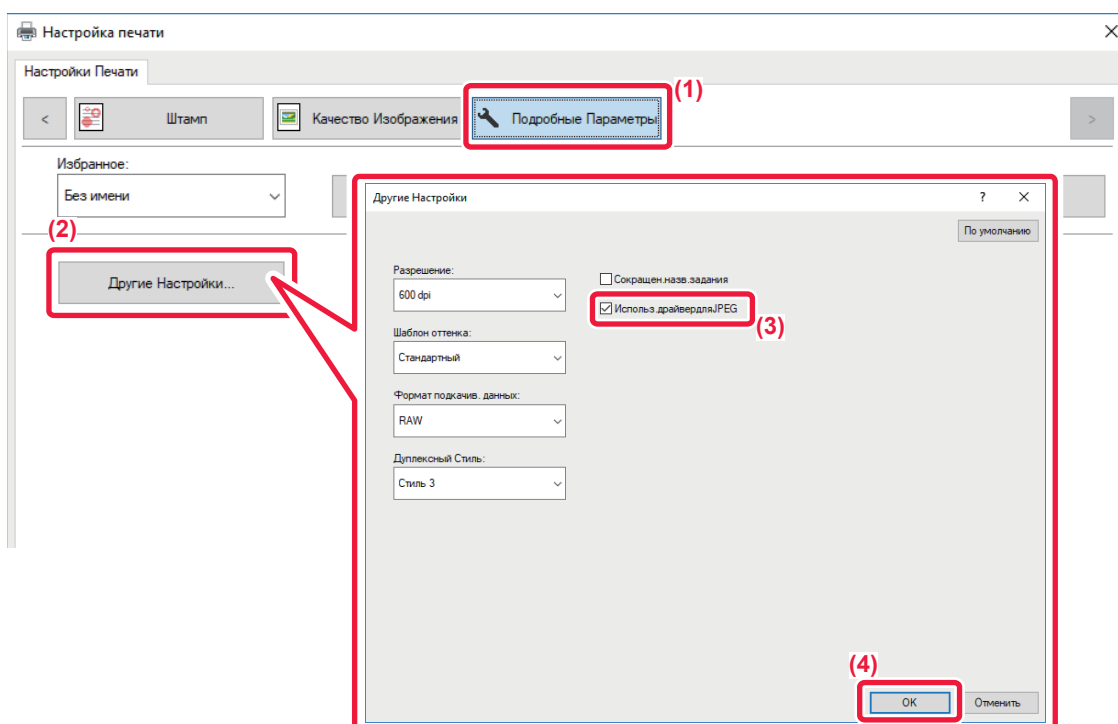 Настройка печати
Настройки Печати
(1)
< Штамп Качество Изображения Подробные Параметры >
Избранное:
Без имени
(2)
Другие Настройки...
Другие Настройки ? ×
По умолчанию
Разрешение:
600 dpi
Сокращен.назв.задания
Использ.драйвердляJPEG
(3)
Шаблон оттенка:
Стандартный
Формат подкачив. данных:
RAW
Дуплексный Стиль:
Стиль 3
(4)
OK Отменить